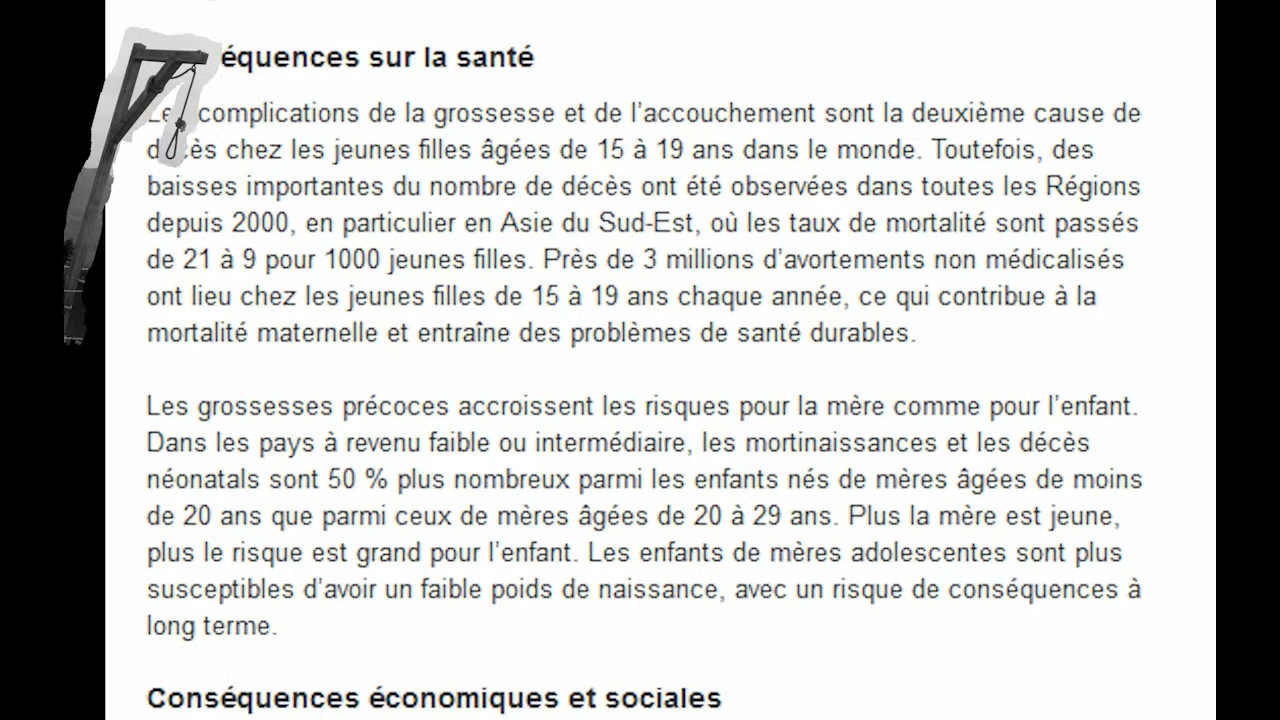 équences sur la santé
complications de la grossesse et de l'accouchement sont la deuxième cause de
décès chez les jeunes filles âgées de 15 à 19 ans dans le monde. Toutefois, des
baisses importantes du nombre de décès ont été observées dans toutes les Régions
depuis 2000, en particulier en Asie du Sud-Est, où les taux de mortalité sont passés
de 21 à 9 pour 1000 jeunes filles. Près de 3 millions d'avortements non médicalisés
ont lieu chez les jeunes filles de 15 à 19 ans chaque année, ce qui contribue à la
mortalité maternelle et entraîne des problèmes de santé durables.
Les grossesses précoces accroissent les risques pour la mère comme pour l'enfant.
Dans les pays à revenu faible ou intermédiaire, les mortinaissances et les décès
néonatals sont 50 % plus nombreux parmi les enfants nés de mères âgées de moins
de 20 ans que parmi ceux de mères âgées de 20 à 29 ans. Plus la mère est jeune,
plus le risque est grand pour l'enfant. Les enfants de mères adolescentes sont plus
susceptibles d'avoir un faible poids de naissance, avec un risque de conséquences à
long terme.
Conséquences économiques et sociales